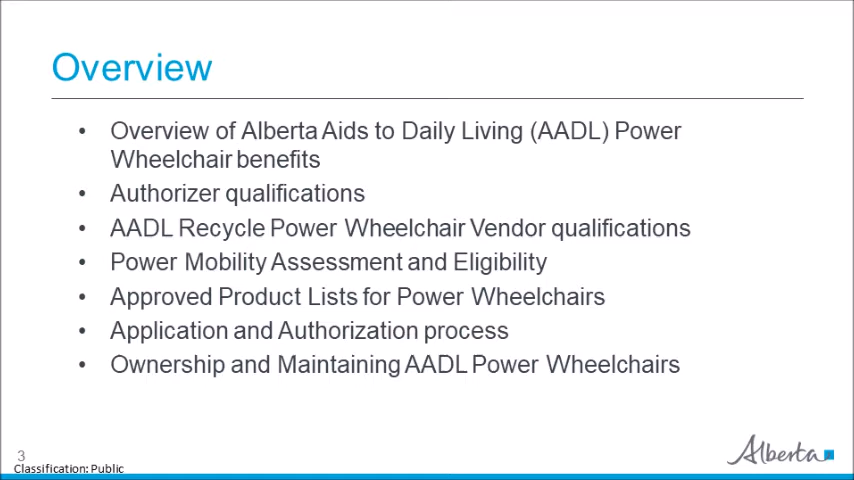 Overview
• Overview of Alberta Aids to Daily Living (AADL) Power
Wheelchair benefits
• Authorizer qualifications
• AADL Recycle Power Wheelchair Vendor qualifications
• Power Mobility Assessment and Eligibility
• Approved Product Lists for Power Wheelchairs
• Application and Authorization process
• Ownership and Maintaining AADL Power Wheelchairs
3
Classification: Public
Alberta